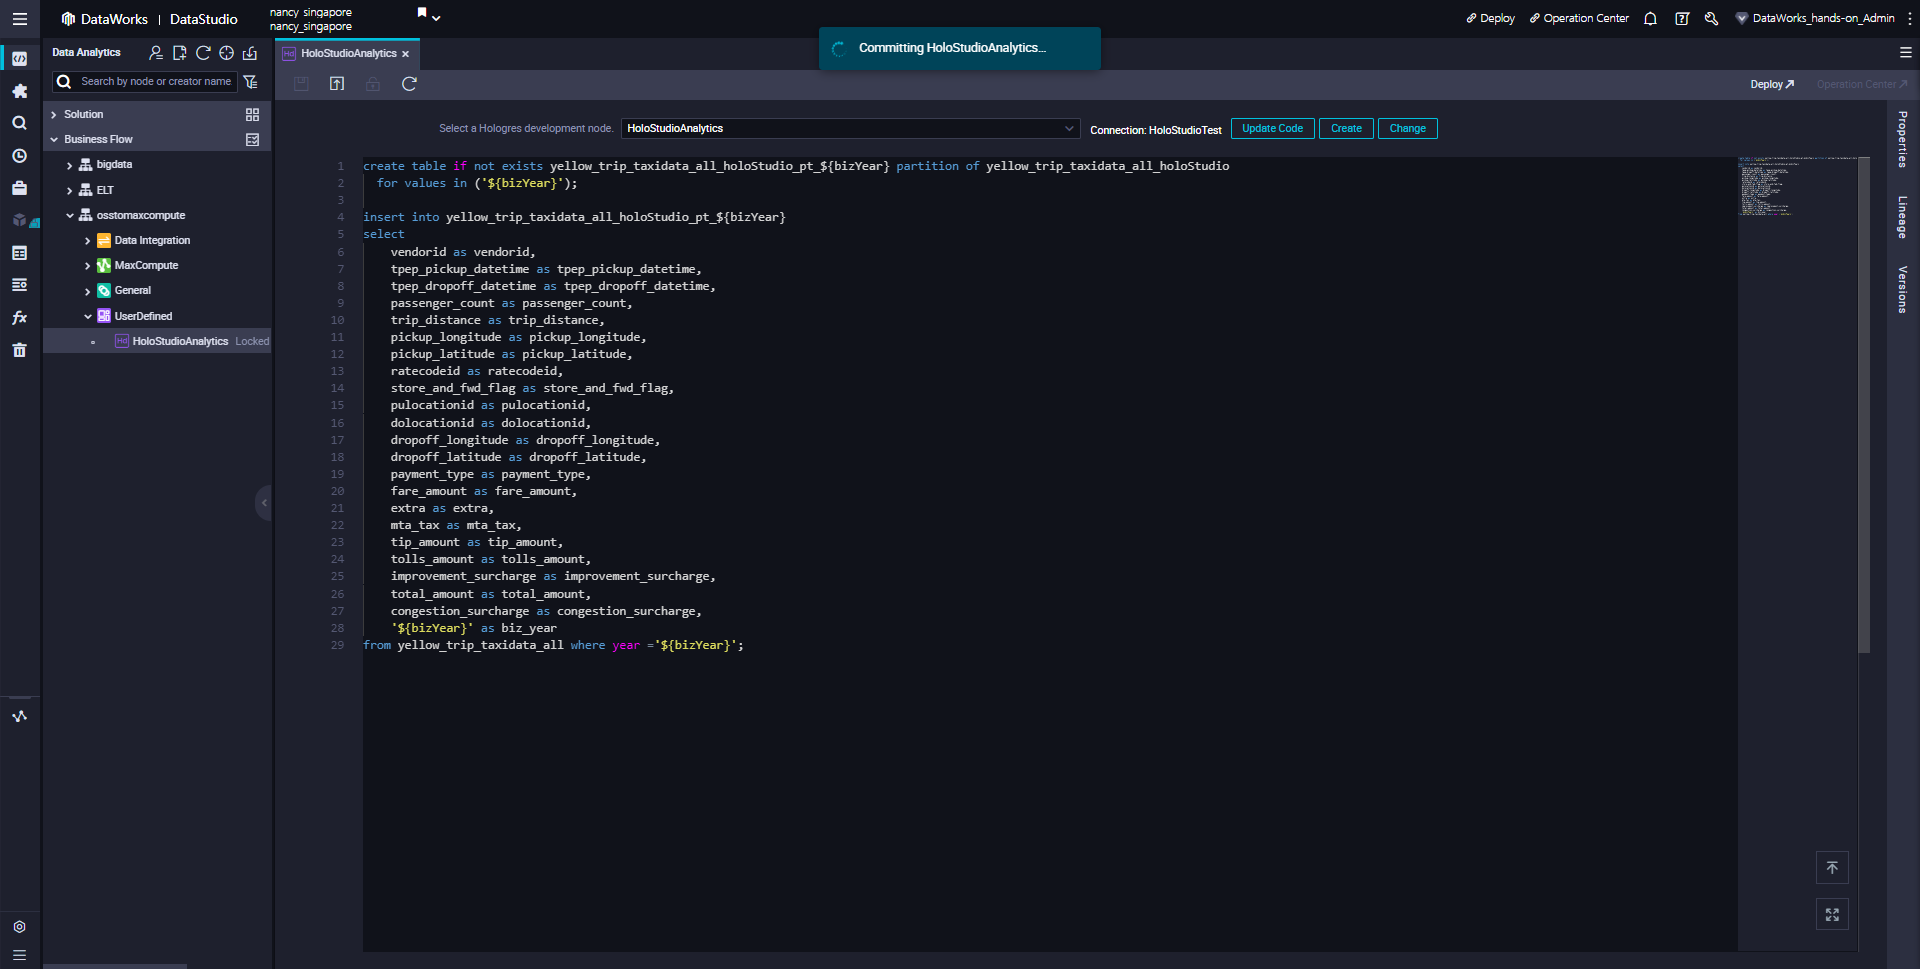 DataWorks | DataStudio
nancy_singapore
nancy_singapore
Deploy
Operation Center
DataWorks_hands-on_Admin
Committing HoloStudioAnalytics...
Data Analytics
Search by node or creator name
Solution
Business Flow
bigdata
ELT
osstomaxcompute
Data Integration
MaxCompute
General
UserDefined
Hd HoloStudioAnalytics Locked
Hd HoloStudioAnalytics ×
Deploy
Operation Center
Select a Hologres development node. HoloStudioAnalytics
Connection: HoloStudioTest
Update Code
Create
Change
1 create table if not exists yellow_trip_taxidata_all_holoStudio_pt_${bizYear} partition of yellow_trip_taxidata_all_holoStudio
2 for values in ('${bizYear}');
3
4 insert into yellow_trip_taxidata_all_holoStudio_pt_${bizYear}
5 select
6 vendorid as vendorid,
7 tpep_pickup_datetime as tpep_pickup_datetime,
8 tpep_dropoff_datetime as tpep_dropoff_datetime,
9 passenger_count as passenger_count,
10 trip_distance as trip_distance,
11 pickup_longitude as pickup_longitude,
12 pickup_latitude as pickup_latitude,
13 ratecodeid as ratecodeid,
14 store_and_fwd_flag as store_and_fwd_flag,
15 pulocationid as pulocationid,
16 dolocationid as dolocationid,
17 dropoff_longitude as dropoff_longitude,
18 dropoff_latitude as dropoff_latitude,
19 payment_type as payment_type,
20 fare_amount as fare_amount,
21 extra as extra,
22 mta_tax as mta_tax,
23 tip_amount as tip_amount,
24 tolls_amount as tolls_amount,
25 improvement_surcharge as improvement_surcharge,
26 total_amount as total_amount,
27 congestion_surcharge as congestion_surcharge,
28 '${bizYear}' as biz_year
29 from yellow_trip_taxidata_all where year ='${bizYear}';
Properties
Lineage
Versions